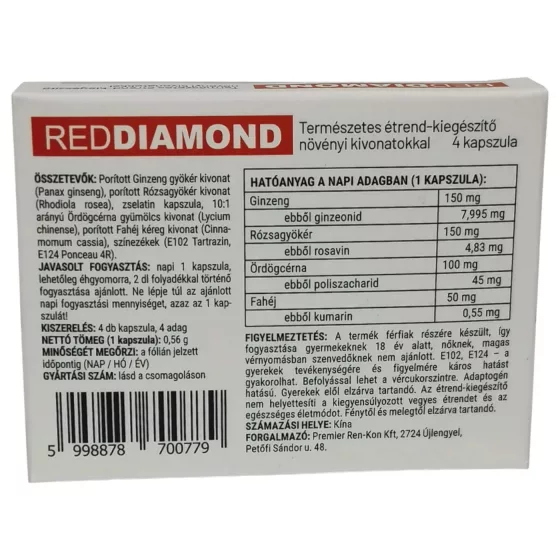 REDDIAMOND
Természetes étrend-kiegészítő
növényi kivonatokkal 4 kapszula
ÖSSZETEVŐK: Porított Ginzeng gyökér kivonat
(Panax ginseng), porított Rózsagyökér kivonat
(Rhodiola rosea), zselatin kapszula, 10:1
arányú Ördögcérna gyümölcs kivonat (Lycium
chinense), porított Fahéj kéreg kivonat (Cinna-
momum cassia), színezékek (E102 Tartrazin,
E124 Ponceau 4R).
JAVASOLT FOGYASZTÁS: napi 1 kapszula,
lehetőleg éhgyomorra, 2 dl folyadékkal történő
fogyasztása ajánlott. Ne lépje túl az ajánlott
napi fogyasztási mennyiséget, azaz az 1 kap-
szulát!
KISZERELÉS: 4 db kapszula, 4 adag
NETTÓ TÖMEG (1 kapszula): 0,56 g
MINŐSÉGÉT MEGŐRZI: a fólián jelzett
időpontig (NAP / HÓ / ÉV)
GYÁRTÁSI SZÁM: lásd a csomagoláson
5 998878 700779
HATÓANYAG A NAPI ADAGBAN (1 KAPSZULA):
Ginzeng 150 mg
ebből ginzeonid 7,995 mg
Rózsagyökér 150 mg
ebből rosavin 4,83 mg
Ördögcérna 100 mg
ebből poliszacharid 45 mg
Fahéj 50 mg
ebből kumarin 0,55 mg
FIGYELMEZTETÉS: A termék férfiak részére készült, így
fogyasztása gyermekeknek 18 év alatt, nőknek, magas
vérnyomásban szenvedőknek nem ajánlott. E102, E124 – a
gyerekek tevékenységére és figyelmére káros hatást
gyakorolhat. Befolyással lehet a vércukorszintre. Adaptogén
hatású. Gyerekek elől elzárva tartandó. Az étrend-kiegészítő
nem helyettesíti a kiegyensúlyozott vegyes étrendet és az
egészséges életmódot. Fénytől és melegtől elzárva tartandó.
SZÁRMAZÁSI HELYE: Kína
FORGALMAZÓ: Premier Ren-Kon Kft, 2724 Újlengyel,
Petőfi Sándor u. 48.